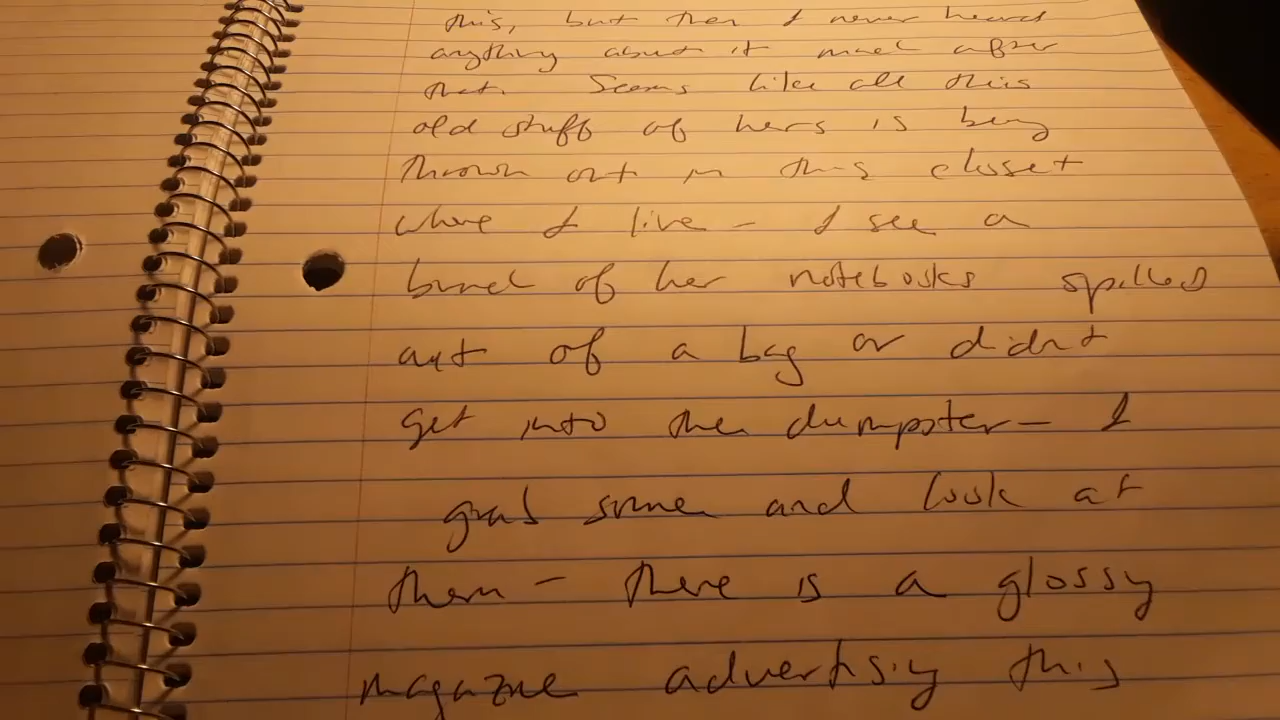 this, but then I never heard
anything about it much after
that. Seems like all this
old stuff of hers is being
thrown out in this closet
where I live - I see a
bunch of her notebooks spilled
out of a bag or didnt
get into the dumpster - I
grab some and look at
them - there is a glossy
magazine advertising this